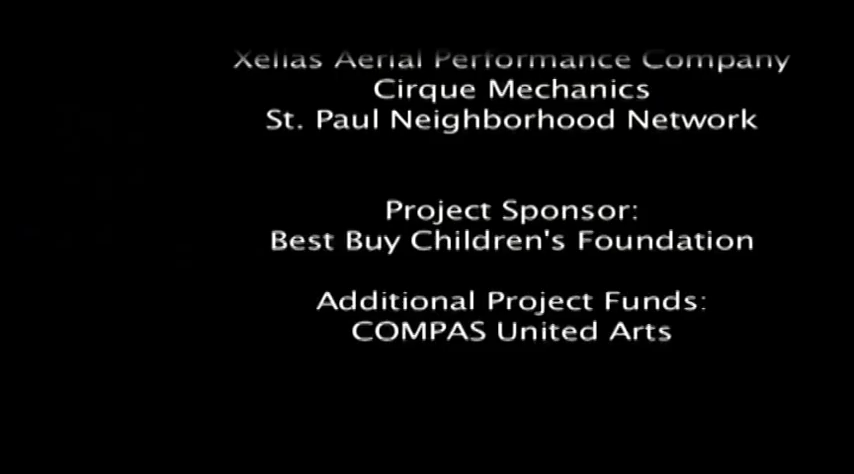 Xelias Aerial Performance Company
Cirque Mechanics
St. Paul Neighborhood Network
Project Sponsor:
Best Buy Children's Foundation
Additional Project Funds:
COMPAS United Arts